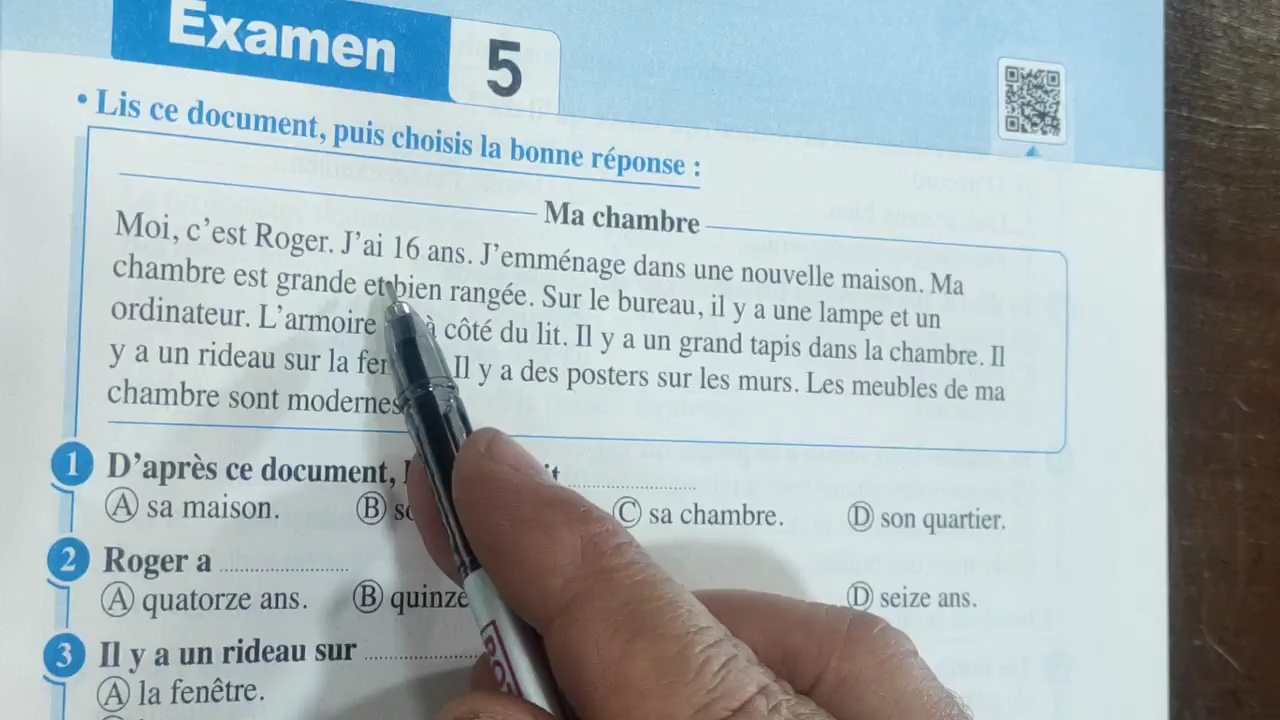 Examen 5
• Lis ce document, puis choisis la bonne réponse :
Ma chambre
Moi, c'est Roger. J'ai 16 ans. J'emménage dans une nouvelle maison. Ma
chambre est grande et bien rangée. Sur le bureau, il y a une lampe et un
ordinateur. L'armoire à côté du lit. Il y a un grand tapis dans la chambre. Il
y a un rideau sur la Il y a des posters sur les murs. Les meubles de ma
chambre sont modernes
1 D'après ce document, ....................
A sa maison. B C sa chambre. D son quartier.
2 Roger a ....................
A quatorze ans. B quinze D seize ans.
3 Il y a un rideau sur ....................
A la fenêtre.